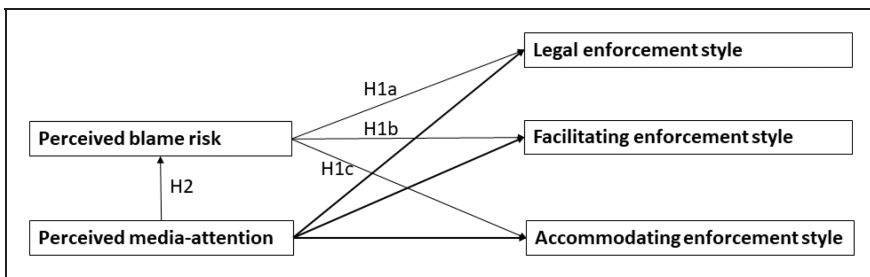 Legal enforcement style
H1a
Perceived blame risk
H1b
Facilitating enforcement style
H1c
H2
Perceived media-attention
Accommodating enforcement style